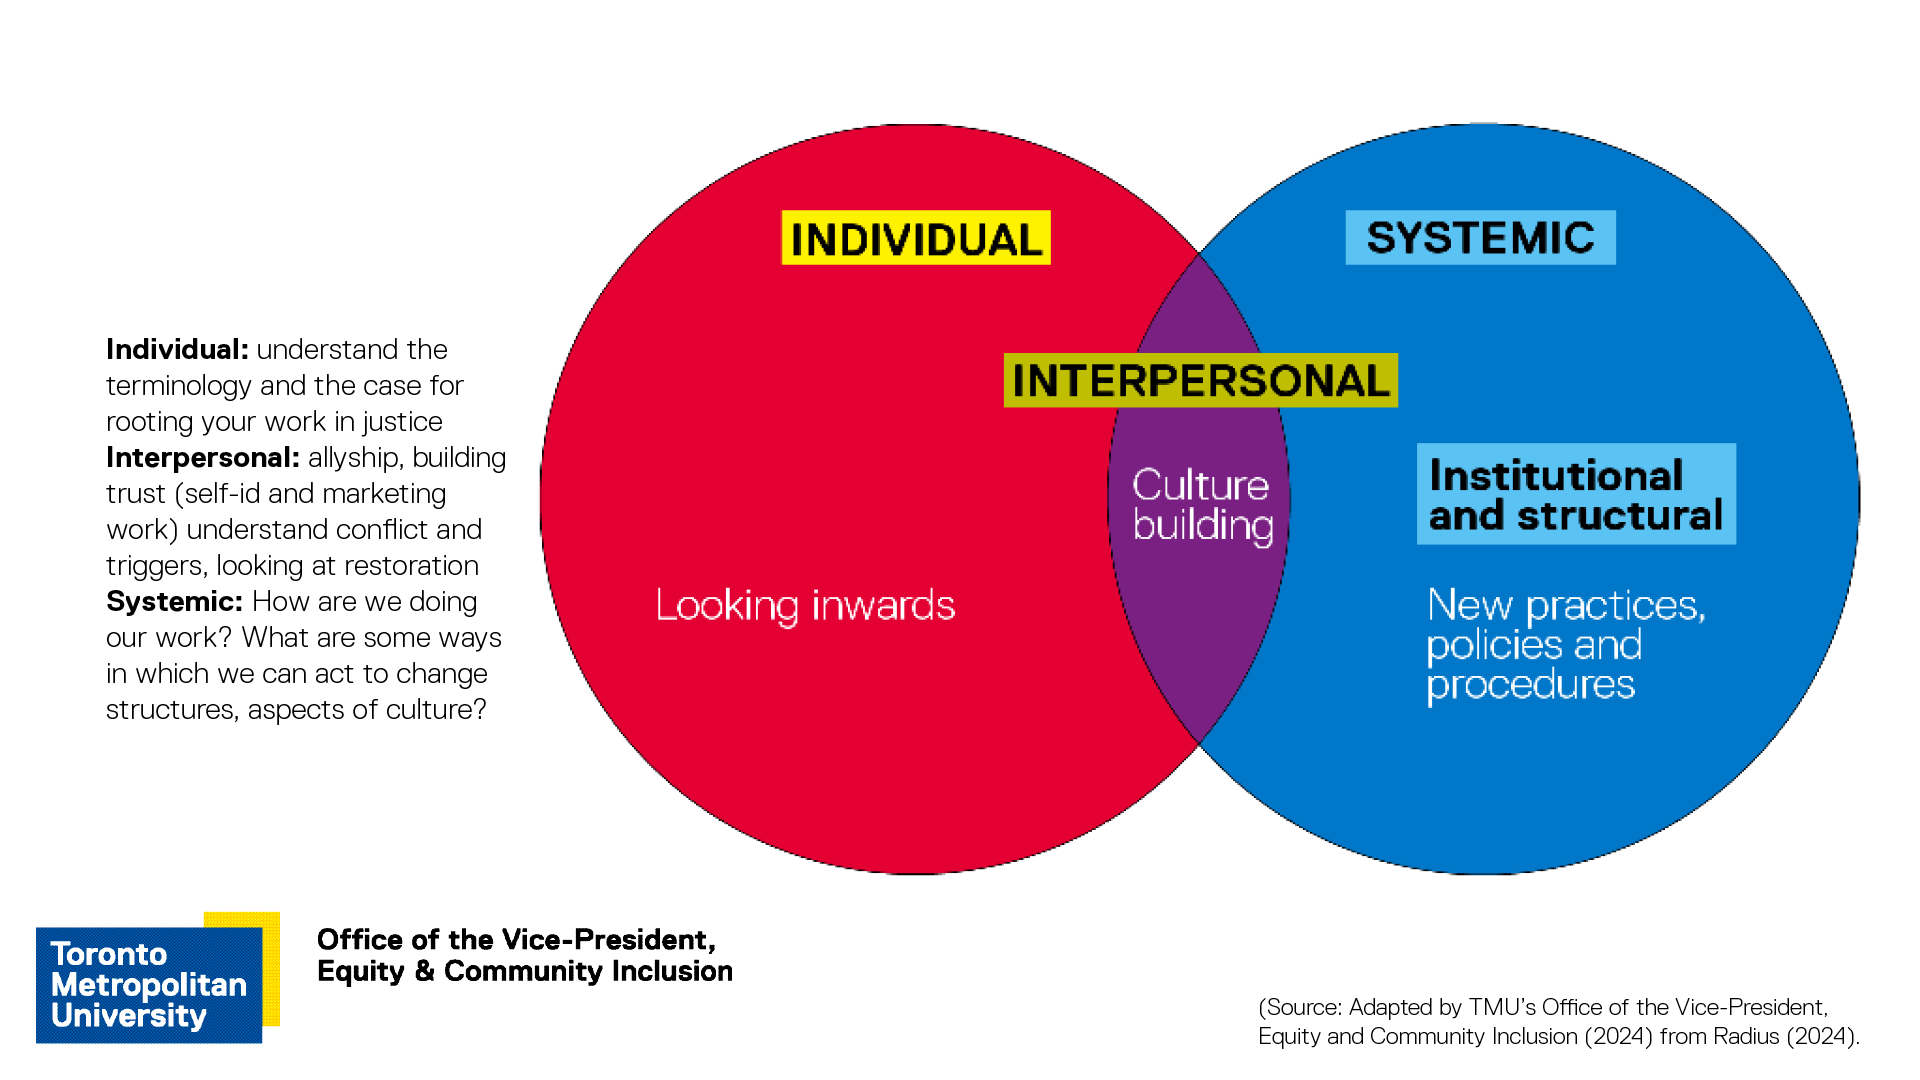 INDIVIDUAL
SYSTEMIC
INTERPERSONAL
Culture
building
Institutional
and structural
Looking inwards
New practices,
policies and
procedures
Individual: understand the
terminology and the case for
rooting your work in justice
Interpersonal: allyship, building
trust (self-id and marketing
work) understand conflict and
triggers, looking at restoration
Systemic: How are we doing
our work? What are some ways
in which we can act to change
structures, aspects of culture?
Toronto
Metropolitan
University
Office of the Vice-President,
Equity & Community Inclusion
(Source: Adapted by TMU’s Office of the Vice-President,
Equity and Community Inclusion (2024) from Radius (2024).